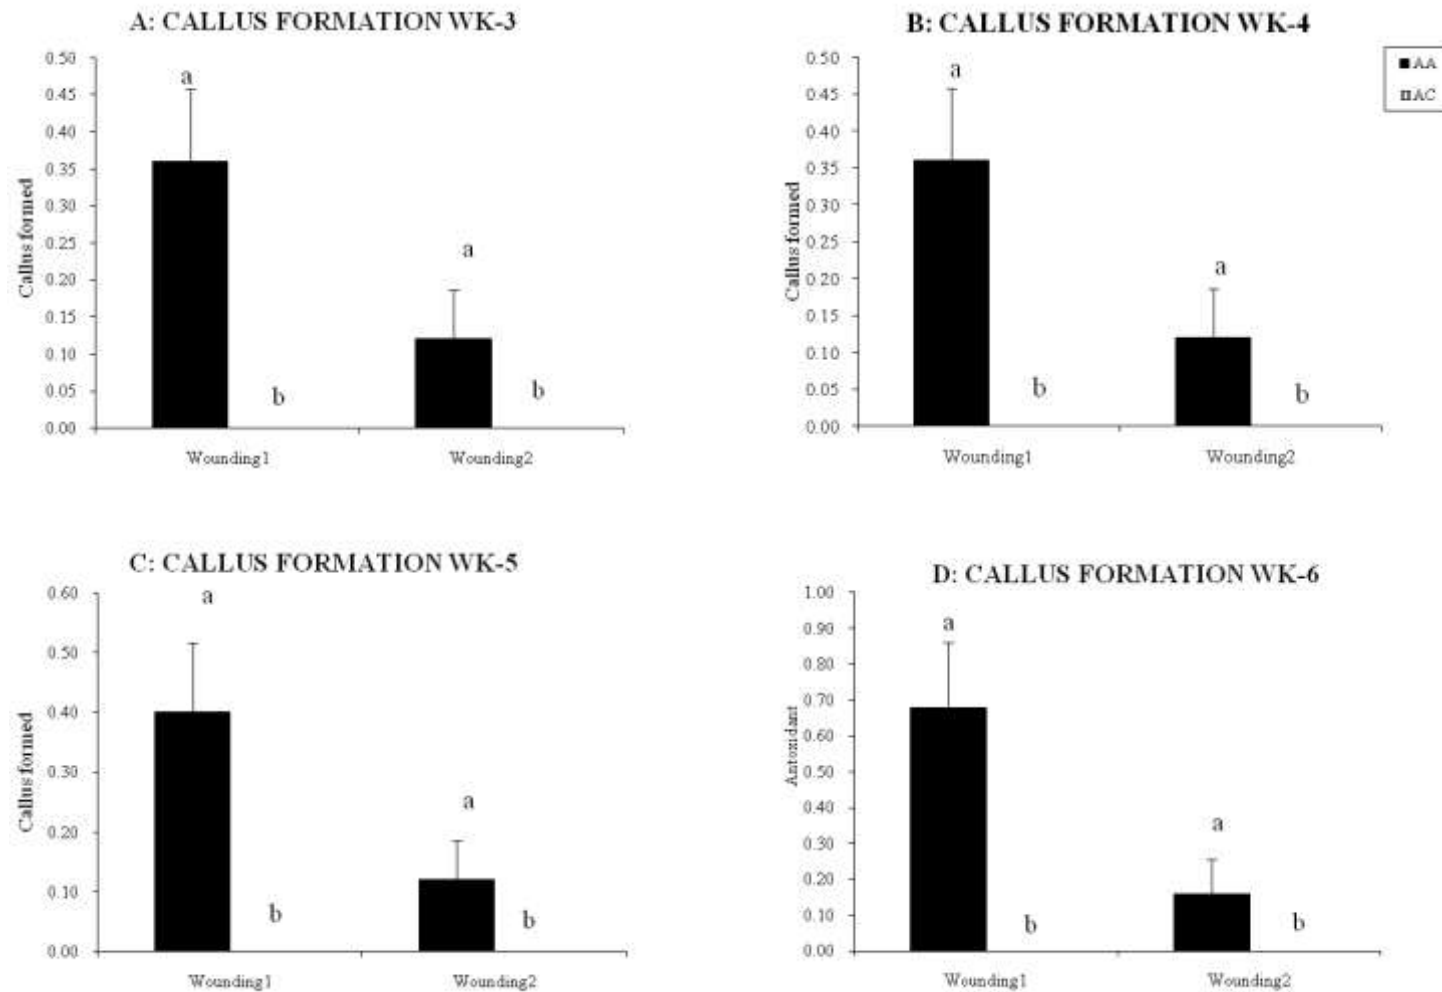 A: CALLUS FORMATION WK-3
Callus formed
0.50
0.45
0.40
0.35
0.30
0.25
0.20
0.15
0.10
0.05
0.00
a
b
a
b
Wounding1
Wounding2
B: CALLUS FORMATION WK-4
Callus formed
0.50
0.45
0.40
0.35
0.30
0.25
0.20
0.15
0.10
0.05
0.00
a
b
a
b
Wounding1
Wounding2
AA
AC
C: CALLUS FORMATION WK-5
Callus formed
0.60
0.50
0.40
0.30
0.20
0.10
0.00
a
b
a
b
Wounding1
Wounding2
D: CALLUS FORMATION WK-6
Antoxidant
1.00
0.90
0.80
0.70
0.60
0.50
0.40
0.30
0.20
0.10
0.00
a
b
a
b
Wounding1
Wounding2